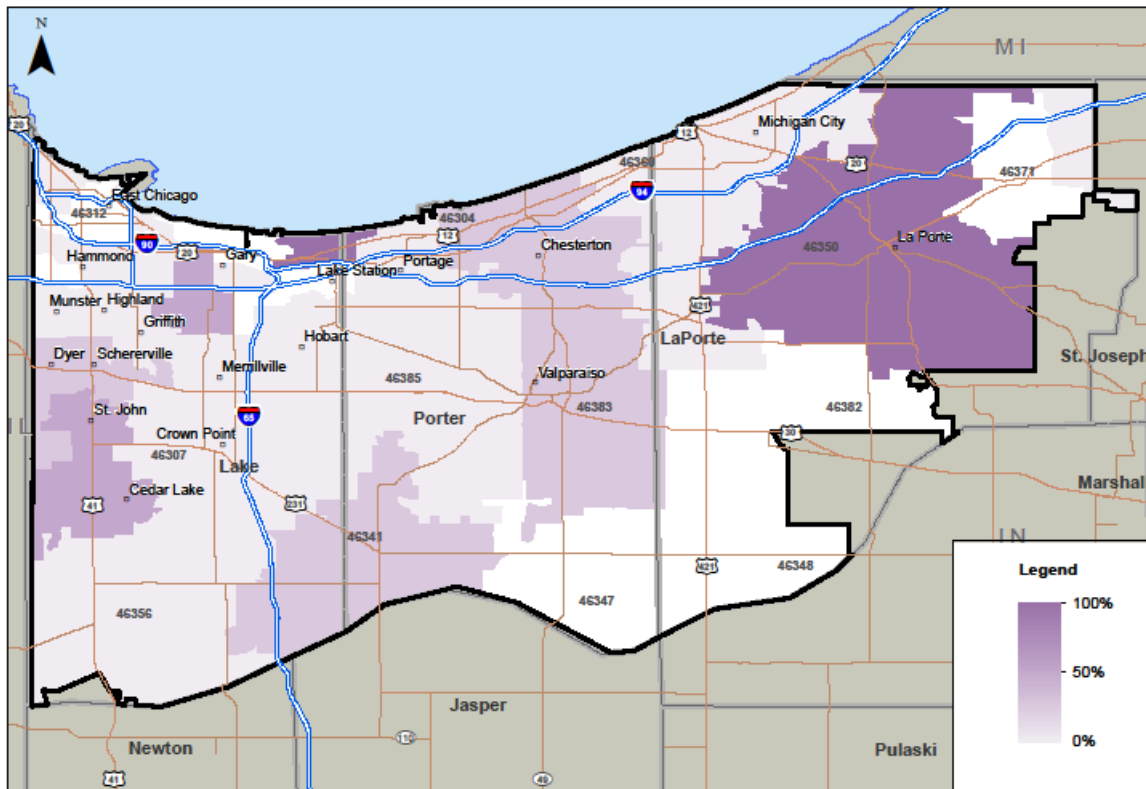 N
MI
20
Michigan City
12
46360
20
46371
East Chicago
94
46312
46304
12
90
20
Hammond
Gary
Chesterton
La Porte
46350
Lake Station
Portage
Munster
Highland
421
Griffith
Hobart
LaPorte
St. Joseph
Dyer
Schererville
Merrillville
46385
Valparaiso
St. John
65
Porter
46383
46382
IL
Crown Point
30
46307
Lake
Marshal
Cedar Lake
41
231
46341
IN
421
46348
Legend
46347
100%
46356
50%
Jasper
0%
Newton
110
Pulaski
41
49